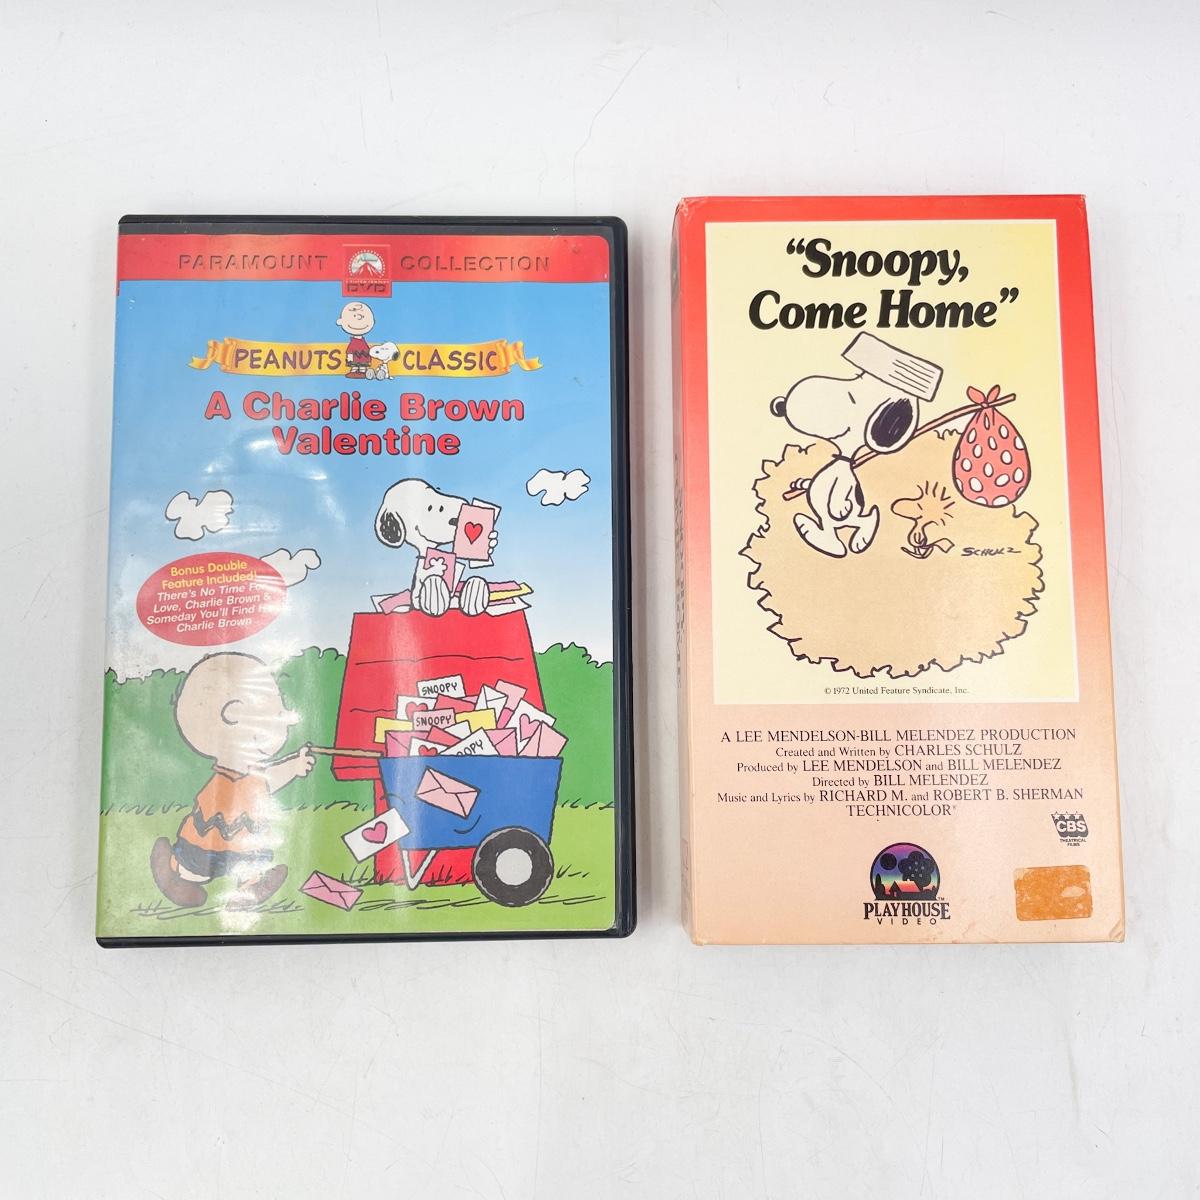 PARAMOUNT COLLECTION
DVD
PEANUTS CLASSIC
A Charlie Brown
Valentine
Bonus Double
Feature Included!
There's No Time For
Love, Charlie Brown &
Someday You'll Find
Charlie Brown
SNOOPY
SNOOPY
OOPY
"Snoopy,
Come Home"
SCHULZ
© 1972 United Feature Syndicate, Inc.
A LEE MENDELSON-BILL MELENDEZ PRODUCTION
Created and Written by CHARLES SCHULZ
Produced by LEE MENDELSON and BILL MELENDEZ
Directed by BILL MELENDEZ
Music and Lyrics by RICHARD M. and ROBERT B. SHERMAN
TECHNICOLOR®
CBS
THEATRICAL
FILMS
PLAYHOUSE™
VIDEO